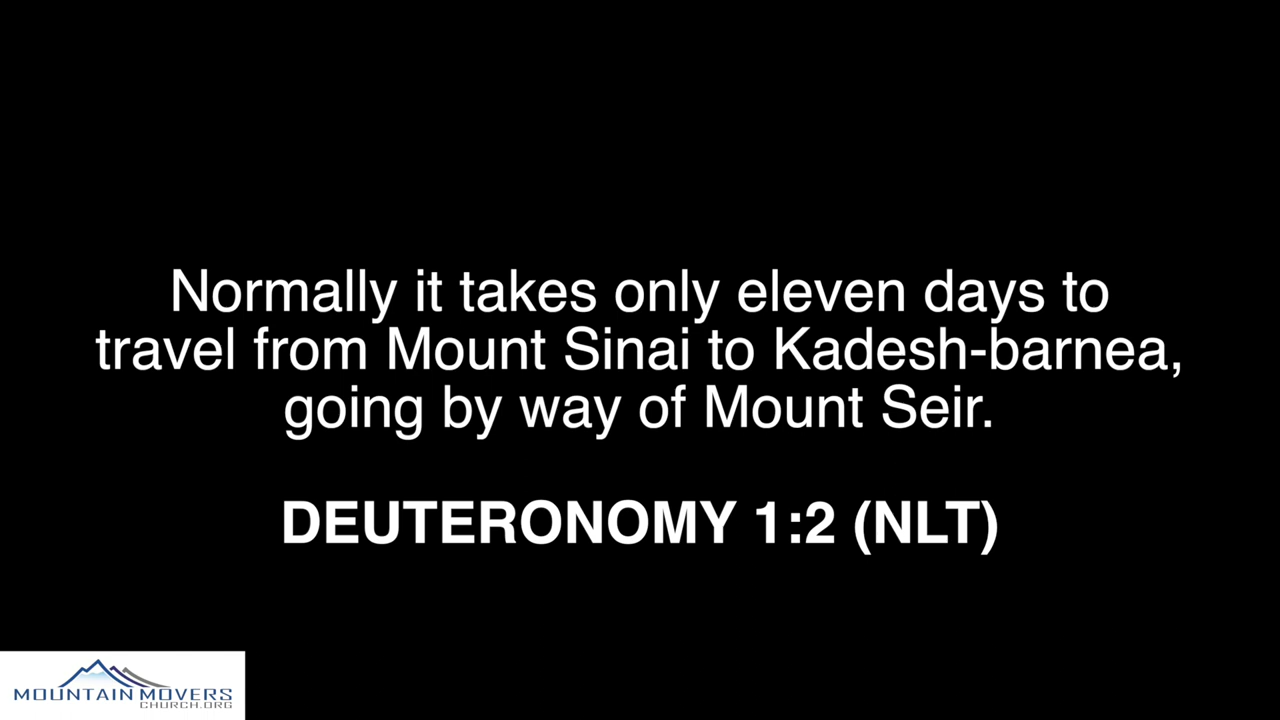 Normally it takes only eleven days to
travel from Mount Sinai to Kadesh-barnea,
going by way of Mount Seir.
DEUTERONOMY 1:2 (NLT)
MOUNTAIN MOVERS
CHURCH.ORG